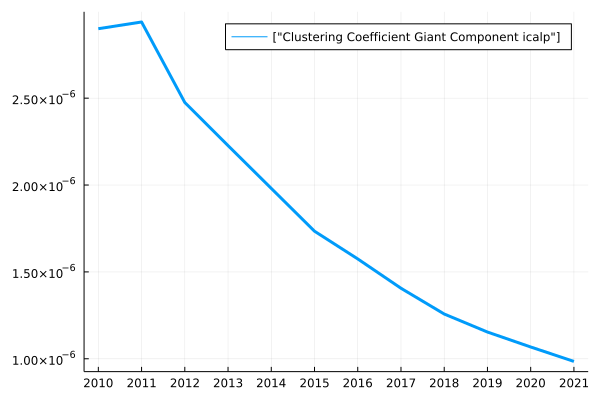 ["Clustering Coefficient Giant Component icalp"]
2.50×10⁻⁶
2.00×10⁻⁶
1.50×10⁻⁶
1.00×10⁻⁶
2010 2011 2012 2013 2014 2015 2016 2017 2018 2019 2020 2021